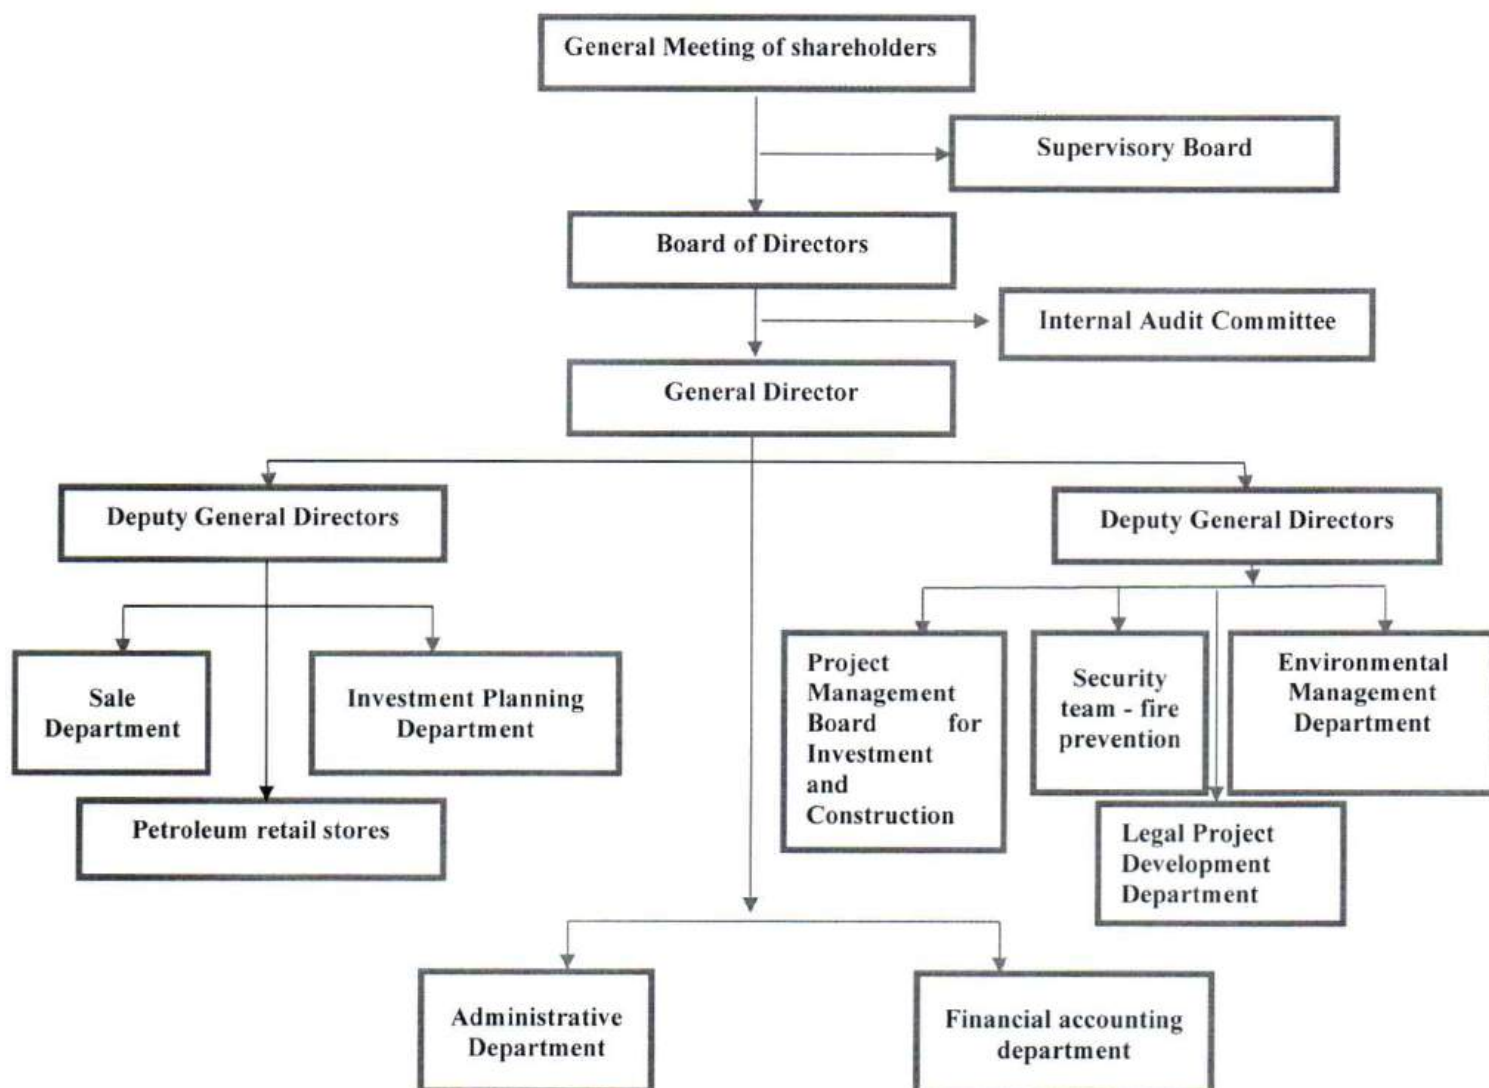 General Meeting of shareholders
Supervisory Board
Board of Directors
Internal Audit Committee
General Director
Deputy General Directors
Deputy General Directors
Sale
Department
Investment Planning
Department
Petroleum retail stores
Project
Management
Board for
Investment
and
Construction
Security
team - fire
prevention
Environmental
Management
Department
Legal Project
Development
Department
Administrative
Department
Financial accounting
department